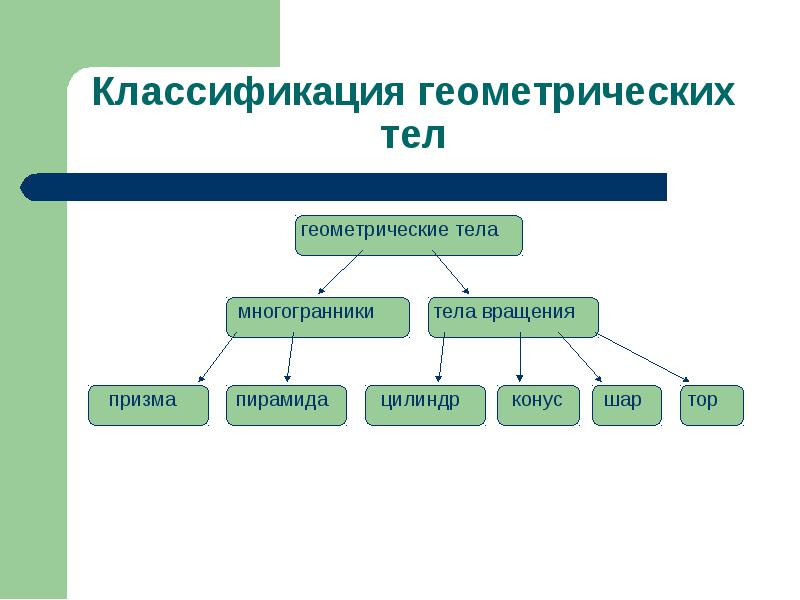 Классификация геометрических
тел
геометрические тела
многогранники
тела вращения
призма
пирамида
цилиндр
конус
шар
тор